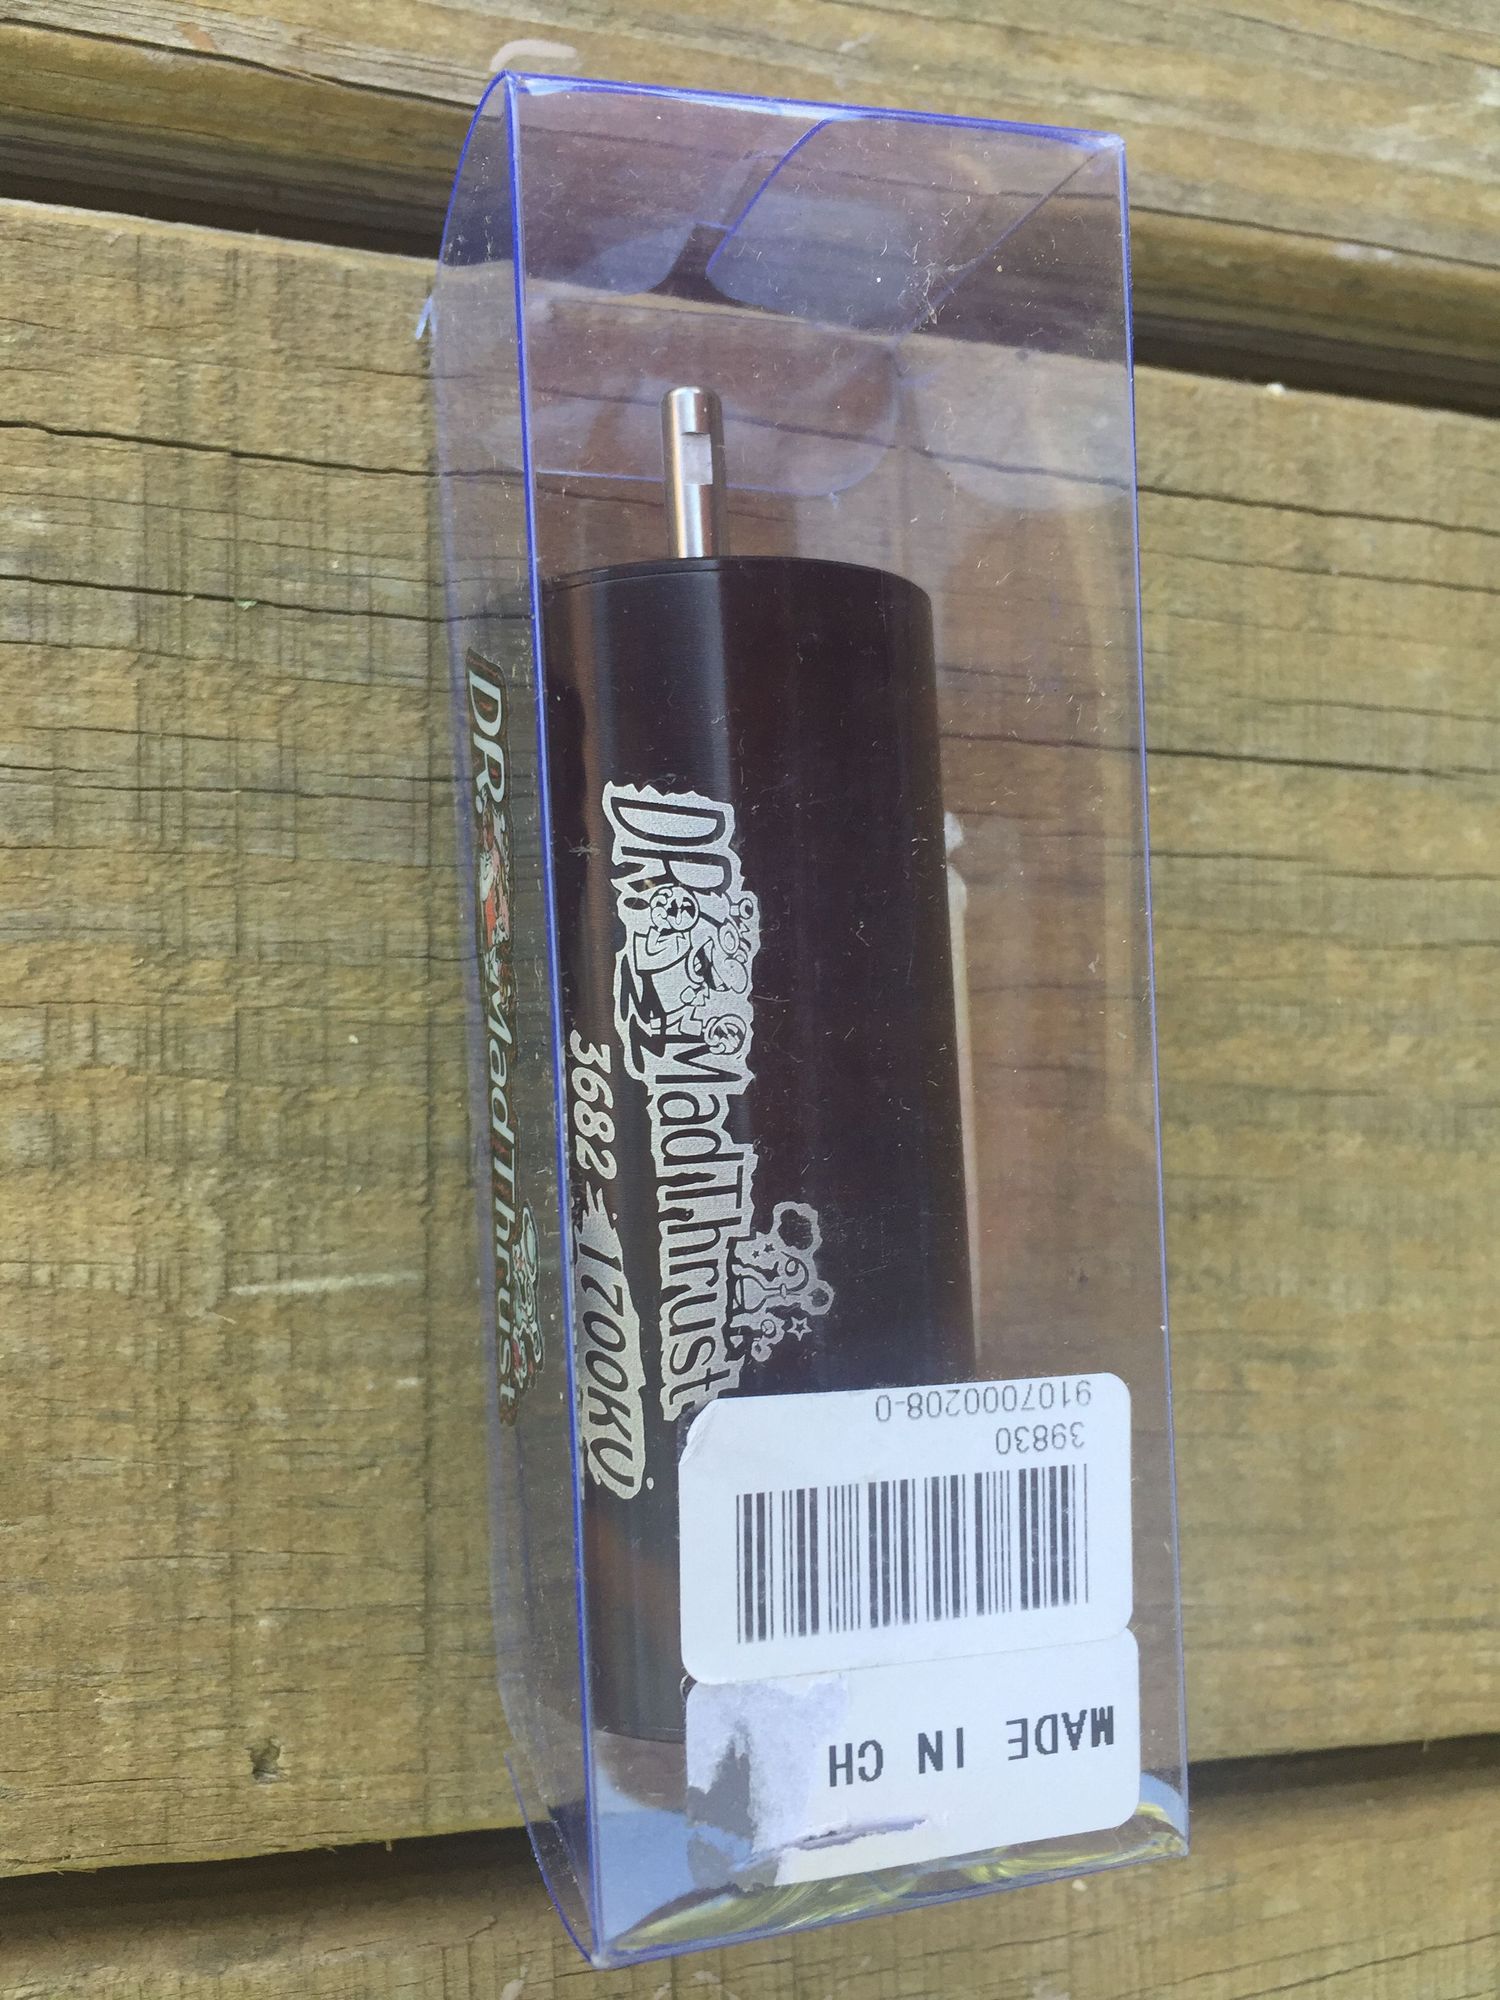 DR. MadThrust
DR. MadThrust
3682-1700KV
9107000208-0
39830
MADE IN CH